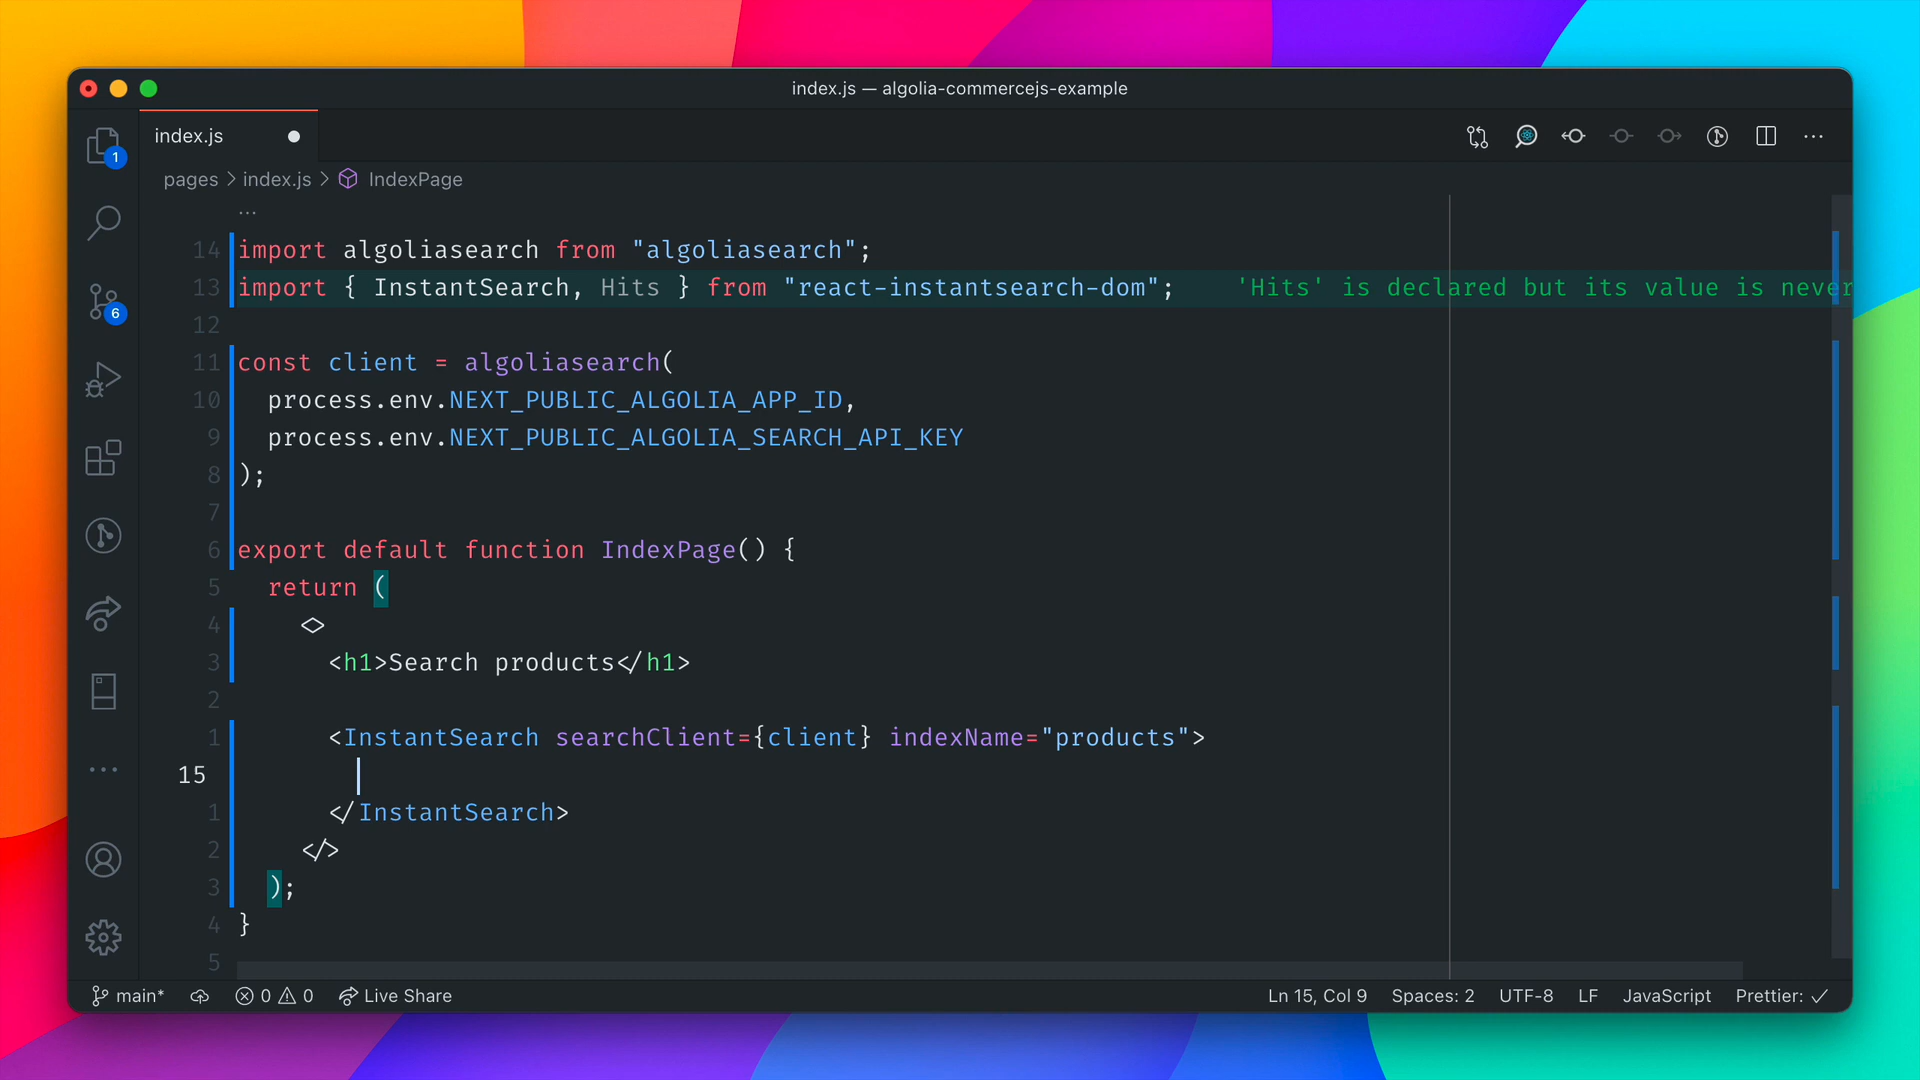 index.js — algolia-commercejs-example
index.js
pages > index.js > IndexPage
...
14 import algoliasearch from "algoliasearch";
13 import { InstantSearch, Hits } from "react-instantsearch-dom"; 'Hits' is declared but its value is never
12
11 const client = algoliasearch(
10 process.env.NEXT_PUBLIC_ALGOLIA_APP_ID,
9 process.env.NEXT_PUBLIC_ALGOLIA_SEARCH_API_KEY
8 );
7
6 export default function IndexPage() {
5 return (
4 <>
3 <h1>Search products</h1>
2
1 <InstantSearch searchClient={client} indexName="products">
15
1 </InstantSearch>
2 </>
3 );
4 }
5
1
6
main* 0 0 Live Share Ln 15, Col 9 Spaces: 2 UTF-8 LF JavaScript Prettier: ✓